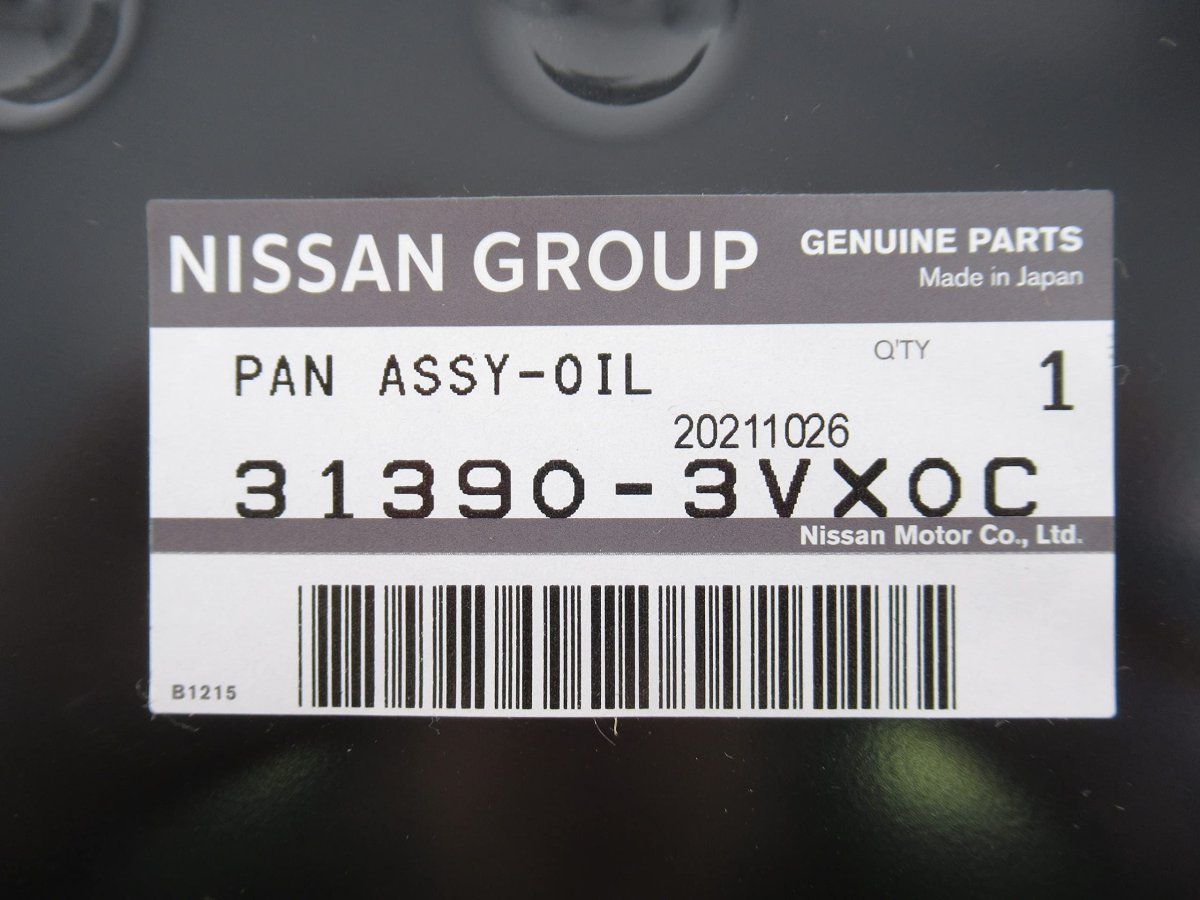 NISSAN GROUP
GENUINE PARTS
Made in Japan
PAN ASSY-OIL
Q'TY
1
20211026
31390-3VX0C
Nissan Motor Co., Ltd.
B1215